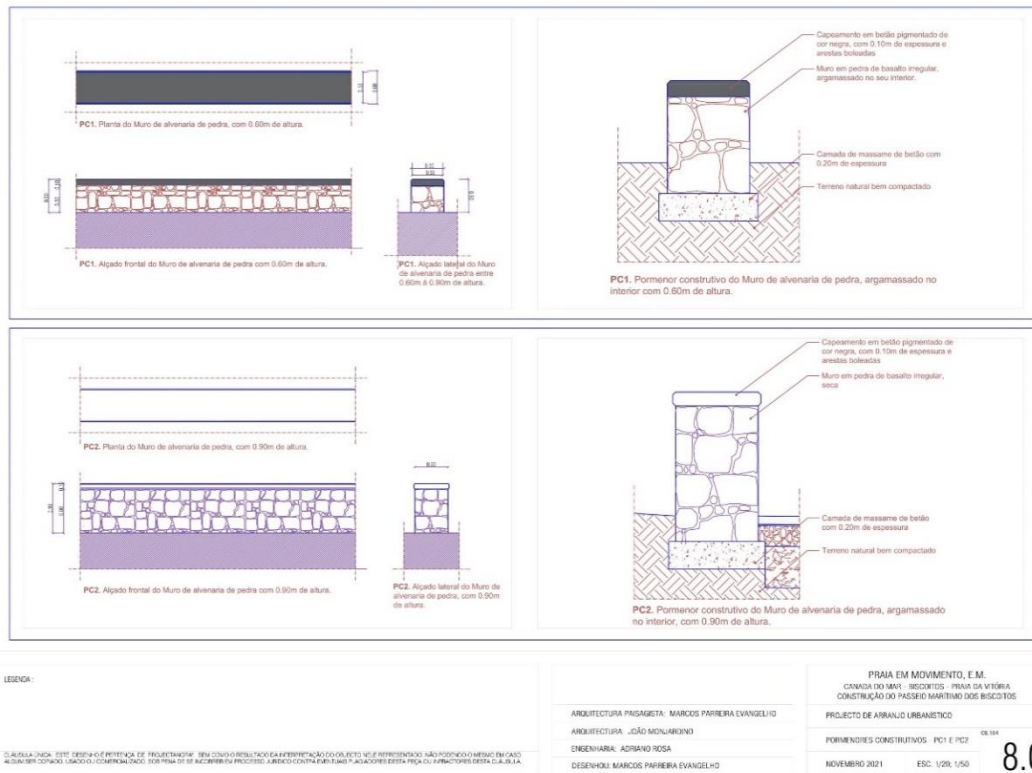 PC1. Planta do Muro de alvenaria de pedra, com 0.60m de altura.
PC1. Alçado frontal do Muro de alvenaria de pedra com 0.60m de altura.
PC1. Alçado lateral do Muro
de alvenaria de pedra entre
0.60m à 0.90m de altura.
Capeamento em betão pigmentado de
cor negra, com 0.10m de espessura e
arestas boleadas
Muro em pedra de basalto irregular,
argamassado no seu interior.
Camada de massame de betão com
0.20m de espessura
Terreno natural bem compactado
PC1. Pormenor construtivo do Muro de alvenaria de pedra, argamassado no
interior com 0.60m de altura.
PC2. Planta do Muro de alvenaria de pedra, com 0.90m de altura.
PC2. Alçado frontal do Muro de alvenaria de pedra com 0.90m de altura.
PC2. Alçado lateral do Muro de
alvenaria de pedra, com 0.90m
de altura.
Capeamento em betão pigmentado de
cor negra, com 0.10m de espessura e
arestas boleadas
Muro em pedra de basalto irregular,
seca
Camada de massame de betão
com 0.20m de espessura
Terreno natural bem compactado
PC2. Pormenor construtivo do Muro de alvenaria de pedra, argamassado
no interior, com 0.90m de altura.
LEGENDA :
ARQUITECTURA PAISAGISTA: MARCOS PARREIRA EVANGELHO
ARQUITECTURA: JOÃO MONJARDINO
ENGENHARIA: ADRIANO ROSA
DESENHOU: MARCOS PARREIRA EVANGELHO
PRAIA EM MOVIMENTO, E.M.
CANADA DO MAR - BISCOITOS - PRAIA DA VITÓRIA
CONSTRUÇÃO DO PASSEIO MARÍTIMO DOS BISCOITOS
PROJECTO DE ARRANJO URBANÍSTICO
PORMENORES CONSTRUTIVOS - PC1 E PC2
NOVEMBRO 2021
ESC. 1/20, 1/50